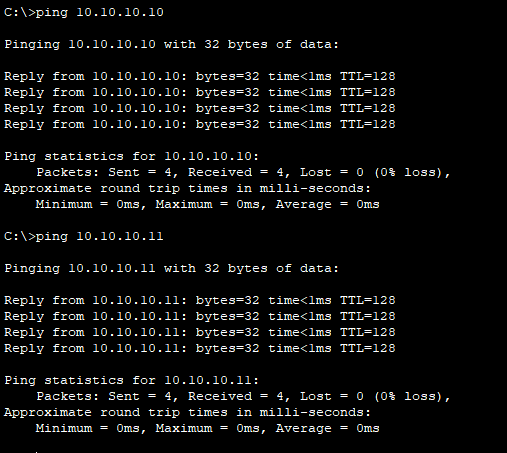 C:\>ping 10.10.10.10
Pinging 10.10.10.10 with 32 bytes of data:
Reply from 10.10.10.10: bytes=32 time<1ms TTL=128
Reply from 10.10.10.10: bytes=32 time<1ms TTL=128
Reply from 10.10.10.10: bytes=32 time<1ms TTL=128
Reply from 10.10.10.10: bytes=32 time<1ms TTL=128
Ping statistics for 10.10.10.10:
    Packets: Sent = 4, Received = 4, Lost = 0 (0% loss),
Approximate round trip times in milli-seconds:
    Minimum = 0ms, Maximum = 0ms, Average = 0ms
C:\>ping 10.10.10.11
Pinging 10.10.10.11 with 32 bytes of data:
Reply from 10.10.10.11: bytes=32 time<1ms TTL=128
Reply from 10.10.10.11: bytes=32 time<1ms TTL=128
Reply from 10.10.10.11: bytes=32 time<1ms TTL=128
Reply from 10.10.10.11: bytes=32 time<1ms TTL=128
Ping statistics for 10.10.10.11:
    Packets: Sent = 4, Received = 4, Lost = 0 (0% loss),
Approximate round trip times in milli-seconds:
    Minimum = 0ms, Maximum = 0ms, Average = 0ms